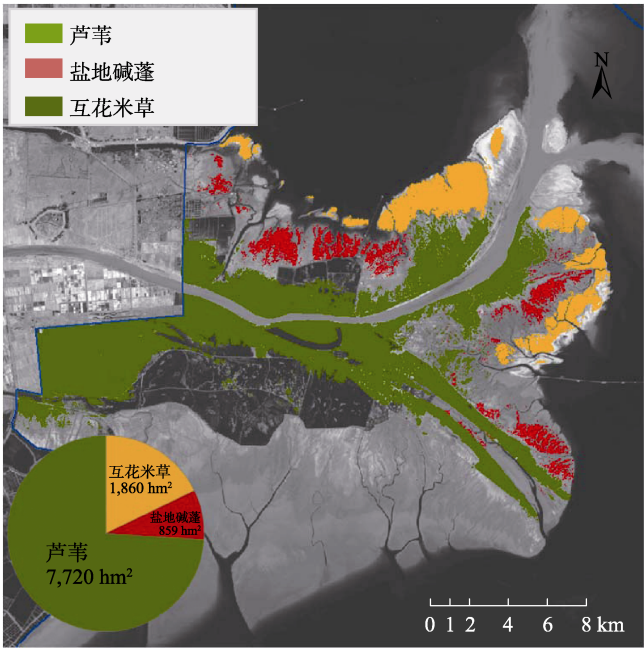 芦苇
盐地碱蓬
互花米草
N
互花米草
1,860 hm²
盐地碱蓬
859 hm²
芦苇
7,720 hm²
0 1 2 4 6 8 km